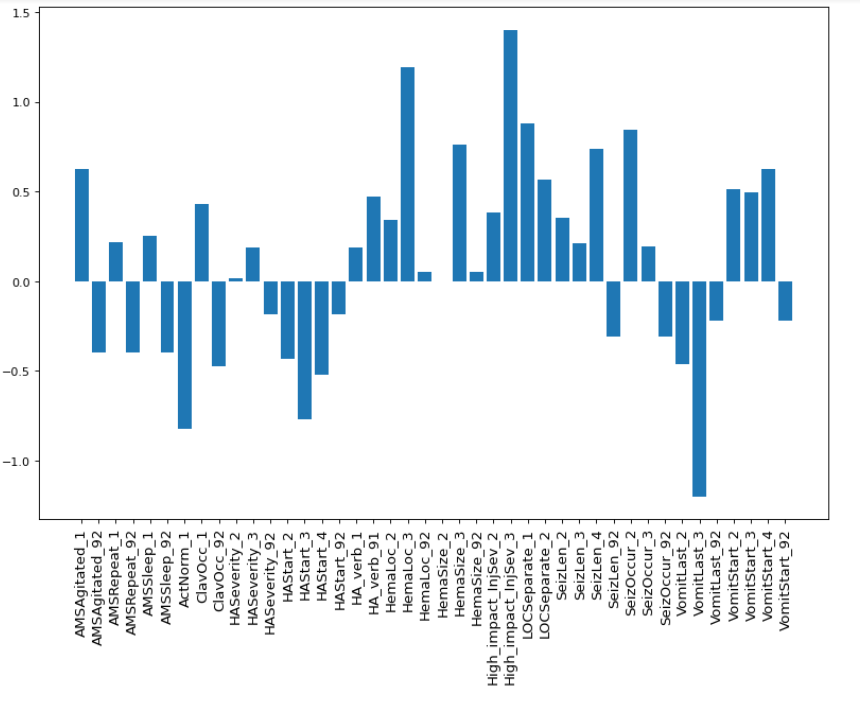 1.5
1.0
0.5
0.0
−0.5
−1.0
AMSAgitated_1
AMSAgitated_92
AMSRepeat_1
AMSRepeat_92
AMSSleep_1
AMSSleep_92
ActNorm_1
ClavOcc_1
ClavOcc_92
HASeverity_2
HASeverity_3
HASeverity_92
HAStart_2
HAStart_3
HAStart_4
HAStart_92
HA_verb_1
HA_verb_91
HemaLoc_2
HemaLoc_3
HemaLoc_92
HemaSize_2
HemaSize_3
HemaSize_92
High_impact_InjSev_2
High_impact_InjSev_3
LOCSeparate_1
LOCSeparate_2
SeizLen_2
SeizLen_3
SeizLen_4
SeizLen_92
SeizOccur_2
SeizOccur_3
SeizOccur_92
VomitLast_2
VomitLast_3
VomitLast_92
VomitStart_2
VomitStart_3
VomitStart_4
VomitStart_92